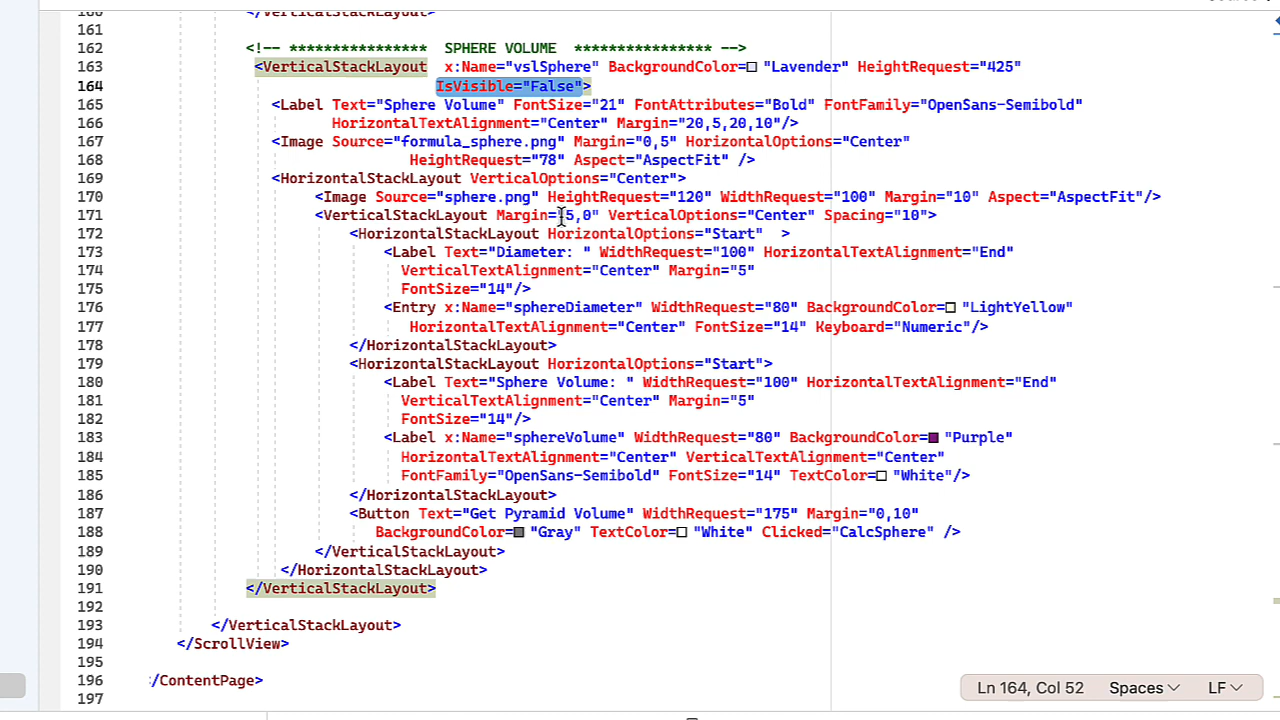 160 </VerticalStackLayout>
161
162 <!-- **************** SPHERE VOLUME **************** -->
163 <VerticalStackLayout x:Name="vslSphere" BackgroundColor="Lavender" HeightRequest="425"
164 IsVisible="False">
165 <Label Text="Sphere Volume" FontSize="21" FontAttributes="Bold" FontFamily="OpenSans-Semibold"
166 HorizontalTextAlignment="Center" Margin="20,5,20,10"/>
167 <Image Source="formula_sphere.png" Margin="0,5" HorizontalOptions="Center"
168 HeightRequest="78" Aspect="AspectFit" />
169 <HorizontalStackLayout VerticalOptions="Center">
170 <Image Source="sphere.png" HeightRequest="120" WidthRequest="100" Margin="10" Aspect="AspectFit"/>
171 <VerticalStackLayout Margin="5,0" VerticalOptions="Center" Spacing="10">
172 <HorizontalStackLayout HorizontalOptions="Start" >
173 <Label Text="Diameter: " WidthRequest="100" HorizontalTextAlignment="End"
174 VerticalTextAlignment="Center" Margin="5"
175 FontSize="14"/>
176 <Entry x:Name="sphereDiameter" WidthRequest="80" BackgroundColor="LightYellow"
177 HorizontalTextAlignment="Center" FontSize="14" Keyboard="Numeric"/>
178 </HorizontalStackLayout>
179 <HorizontalStackLayout HorizontalOptions="Start">
180 <Label Text="Sphere Volume: " WidthRequest="100" HorizontalTextAlignment="End"
181 VerticalTextAlignment="Center" Margin="5"
182 FontSize="14"/>
183 <Label x:Name="sphereVolume" WidthRequest="80" BackgroundColor="Purple"
184 HorizontalTextAlignment="Center" VerticalTextAlignment="Center"
185 FontFamily="OpenSans-Semibold" FontSize="14" TextColor="White"/>
186 </HorizontalStackLayout>
187 <Button Text="Get Pyramid Volume" WidthRequest="175" Margin="0,10"
188 BackgroundColor="Gray" TextColor="White" Clicked="CalcSphere" />
189 </VerticalStackLayout>
190 </HorizontalStackLayout>
191 </VerticalStackLayout>
192
193 </VerticalStackLayout>
194 </ScrollView>
195
196 /ContentPage>
197
Ln 164, Col 52 Spaces LF